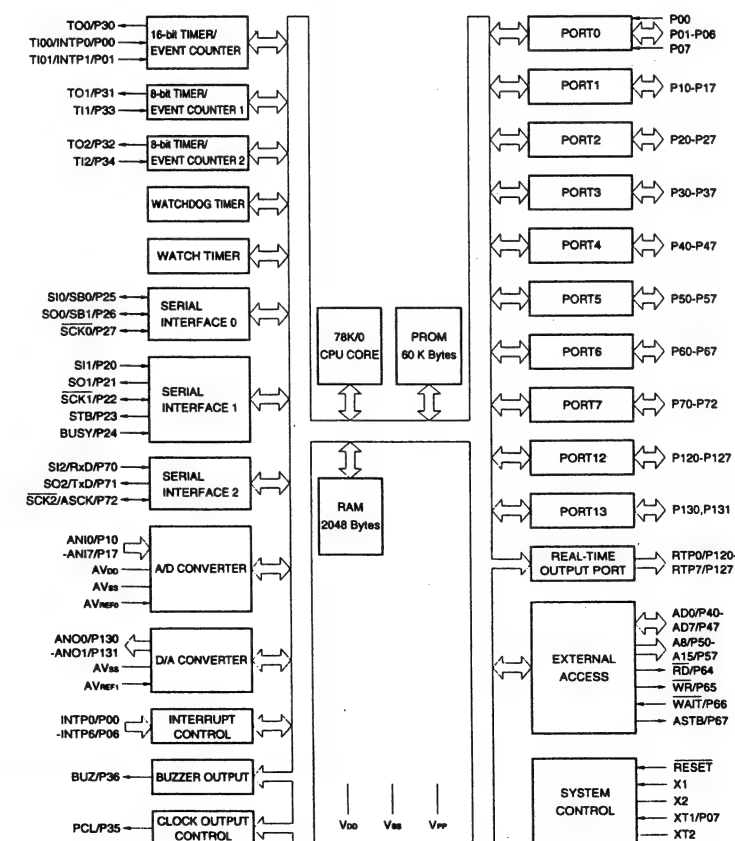 TO0/P30
TI00/INTP0/P00
TI01/INTP1/P01
16-bit TIMER/
EVENT COUNTER
TO1/P31
TI1/P33
8-bit TIMER/
EVENT COUNTER 1
TO2/P32
TI2/P34
8-bit TIMER/
EVENT COUNTER 2
WATCHDOG TIMER
WATCH TIMER
SI0/SB0/P25
SO0/SB1/P26
SCK0/P27
SERIAL
INTERFACE 0
SI1/P20
SO1/P21
SCK1/P22
STB/P23
BUSY/P24
SERIAL
INTERFACE 1
SI2/RxD/P70
SO2/TxD/P71
SCK2/ASCK/P72
SERIAL
INTERFACE 2
ANI0/P10
-ANI7/P17
AVDD
AVSS
AVREF0
A/D CONVERTER
ANO0/P130
-ANO1/P131
AVSS
AVREF1
D/A CONVERTER
INTP0/P00
-INTP6/P06
INTERRUPT
CONTROL
BUZ/P36
BUZZER OUTPUT
PCL/P35
CLOCK OUTPUT
CONTROL
78K/0
CPU CORE
PROM
60 K Bytes
RAM
2048 Bytes
VDD
VSS
VPP
PORT0
P00
P01-P06
P07
PORT1
P10-P17
PORT2
P20-P27
PORT3
P30-P37
PORT4
P40-P47
PORT5
P50-P57
PORT6
P60-P67
PORT7
P70-P72
PORT12
P120-P127
PORT13
P130,P131
REAL-TIME
OUTPUT PORT
RTP0/P120-
RTP7/P127
EXTERNAL
ACCESS
AD0/P40-
AD7/P47
A8/P50-
A15/P57
RD/P64
WR/P65
WAIT/P66
ASTB/P67
SYSTEM
CONTROL
RESET
X1
X2
XT1/P07
XT2